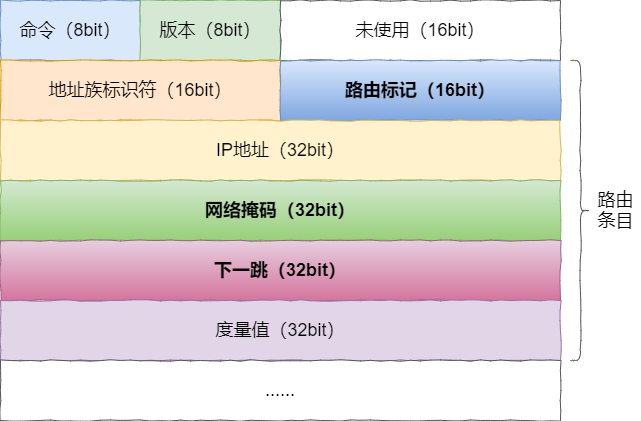 命令（8bit）
版本（8bit）
未使用（16bit）
地址族标识符（16bit）
路由标记（16bit）
IP地址（32bit）
网络掩码（32bit）
下一跳（32bit）
度量值（32bit）
路由
条目
......